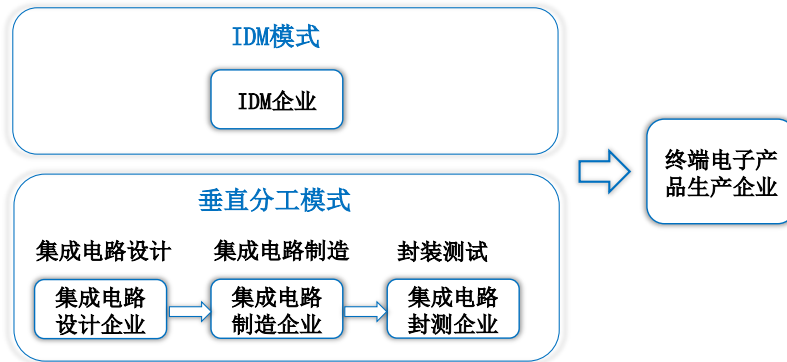 IDM模式
IDM企业
终端电子产
品生产企业
垂直分工模式
集成电路设计
集成电路制造
封装测试
集成电路
设计企业
集成电路
制造企业
集成电路
封测企业